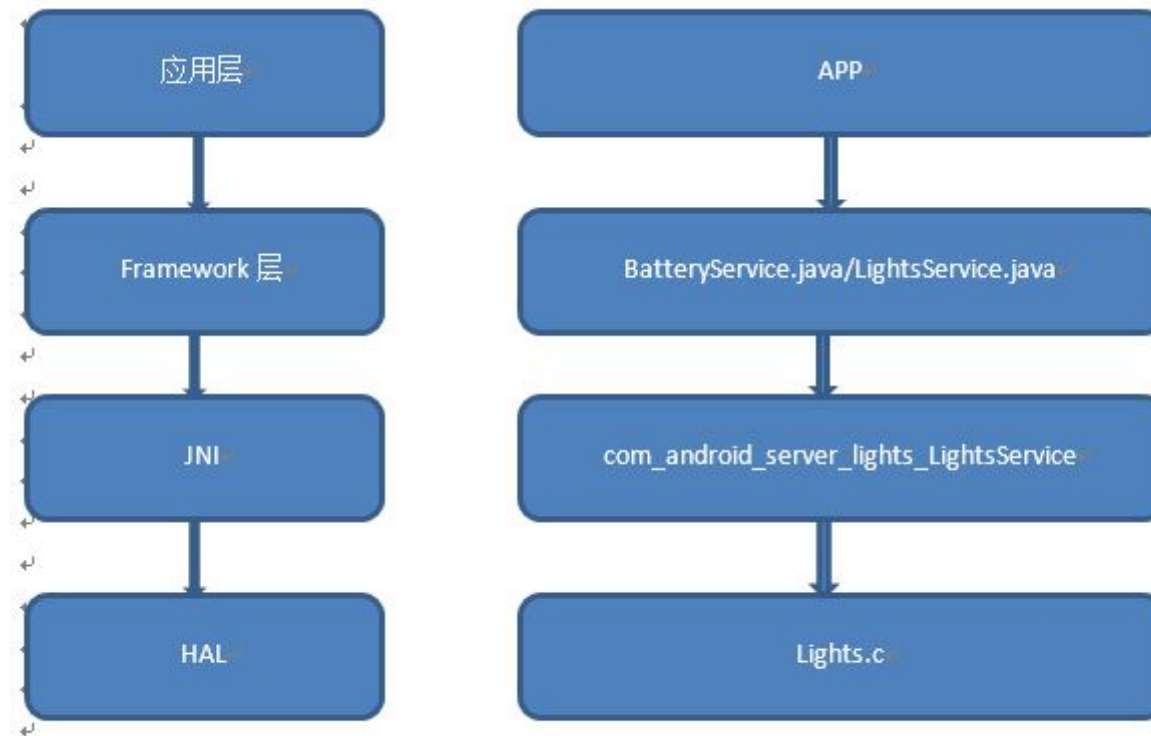 应用层
APP
Framework 层
BatteryService.java/LightsService.java
JNI
com_android_server_lights_LightsService
HAL
Lights.c